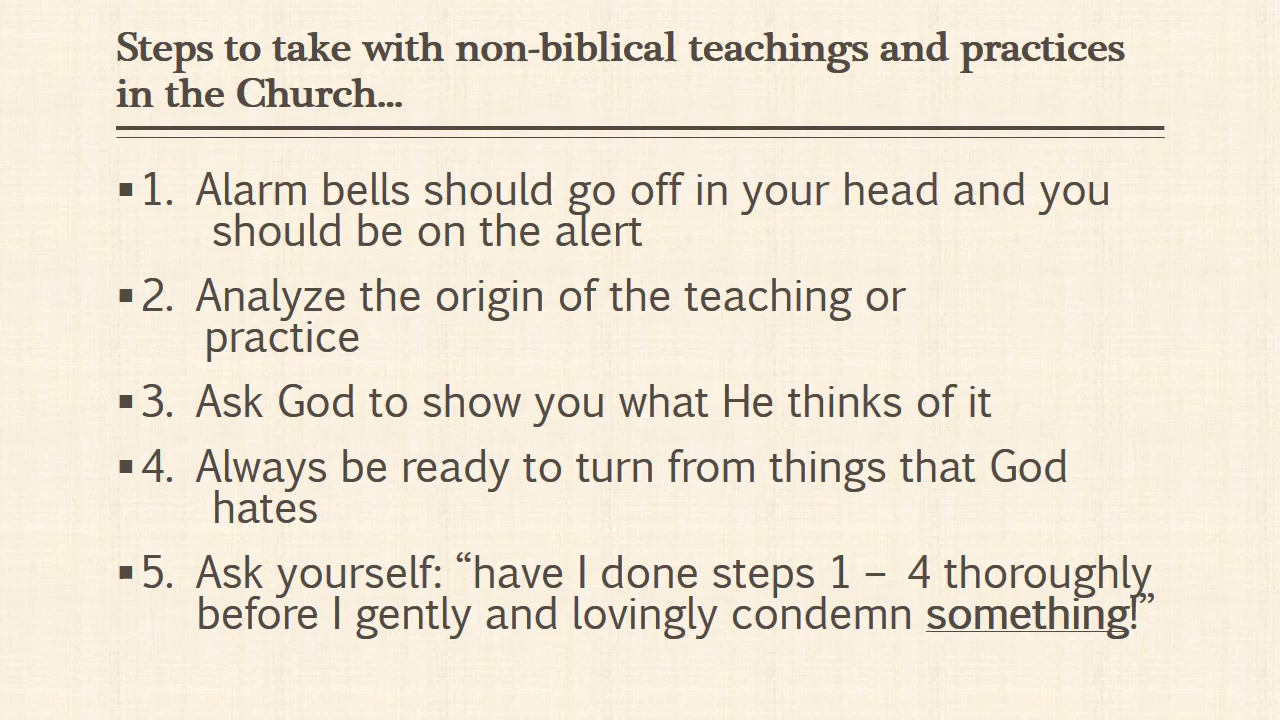 Steps to take with non-biblical teachings and practices
in the Church...
▪1. Alarm bells should go off in your head and you
should be on the alert
▪2. Analyze the origin of the teaching or
practice
▪3. Ask God to show you what He thinks of it
▪4. Always be ready to turn from things that God
hates
▪5. Ask yourself: “have I done steps 1 – 4 thoroughly
before I gently and lovingly condemn something!”